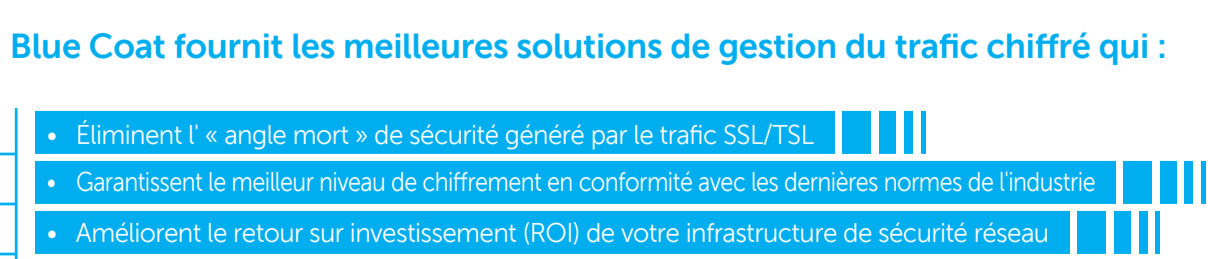 Blue Coat fournit les meilleures solutions de gestion du trafic chiffré qui :
• Éliminent l' « angle mort » de sécurité généré par le trafic SSL/TSL
• Garantissent le meilleur niveau de chiffrement en conformité avec les dernières normes de l'industrie
• Améliorent le retour sur investissement (ROI) de votre infrastructure de sécurité réseau